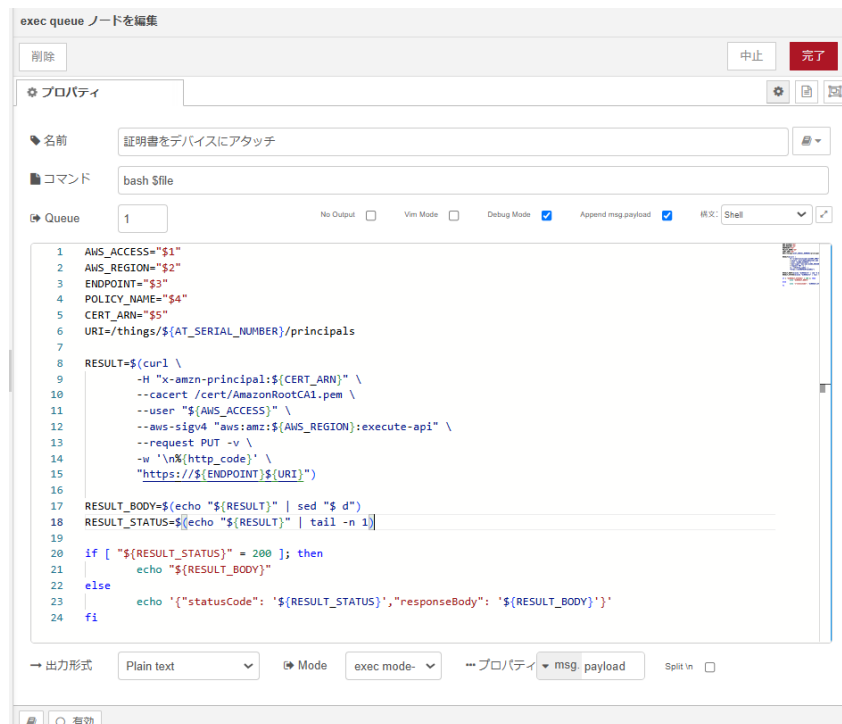 exec queue ノードを編集
削除 中止 完了
プロパティ
名前 証明書をデバイスにアタッチ
コマンド bash $file
Queue 1 No Output Vim Mode Debug Mode Append msg.payload 構文: Shell
1 AWS_ACCESS="$1"
2 AWS_REGION="$2"
3 ENDPOINT="$3"
4 POLICY_NAME="$4"
5 CERT_ARN="$5"
6 URI=/things/${AT_SERIAL_NUMBER}/principals
7
8 RESULT=$(curl \
9 -H "x-amzn-principal:${CERT_ARN}" \
10 --cacert /cert/AmazonRootCA1.pem \
11 --user "${AWS_ACCESS}" \
12 --aws-sigv4 "aws:amz:${AWS_REGION}:execute-api" \
13 --request PUT -v \
14 -w '\n%{http_code}' \
15 "https://${ENDPOINT}${URI}")
16
17 RESULT_BODY=$(echo "${RESULT}" | sed "$ d")
18 RESULT_STATUS=$(echo "${RESULT}" | tail -n 1)
19
20 if [ "${RESULT_STATUS}" = 200 ]; then
21 echo "${RESULT_BODY}"
22 else
23 echo '{"statusCode": '${RESULT_STATUS}',"responseBody": '${RESULT_BODY}'}'
24 fi
出力形式 Plain text Mode exec mode- プロパティ msg. payload Split \n
有効